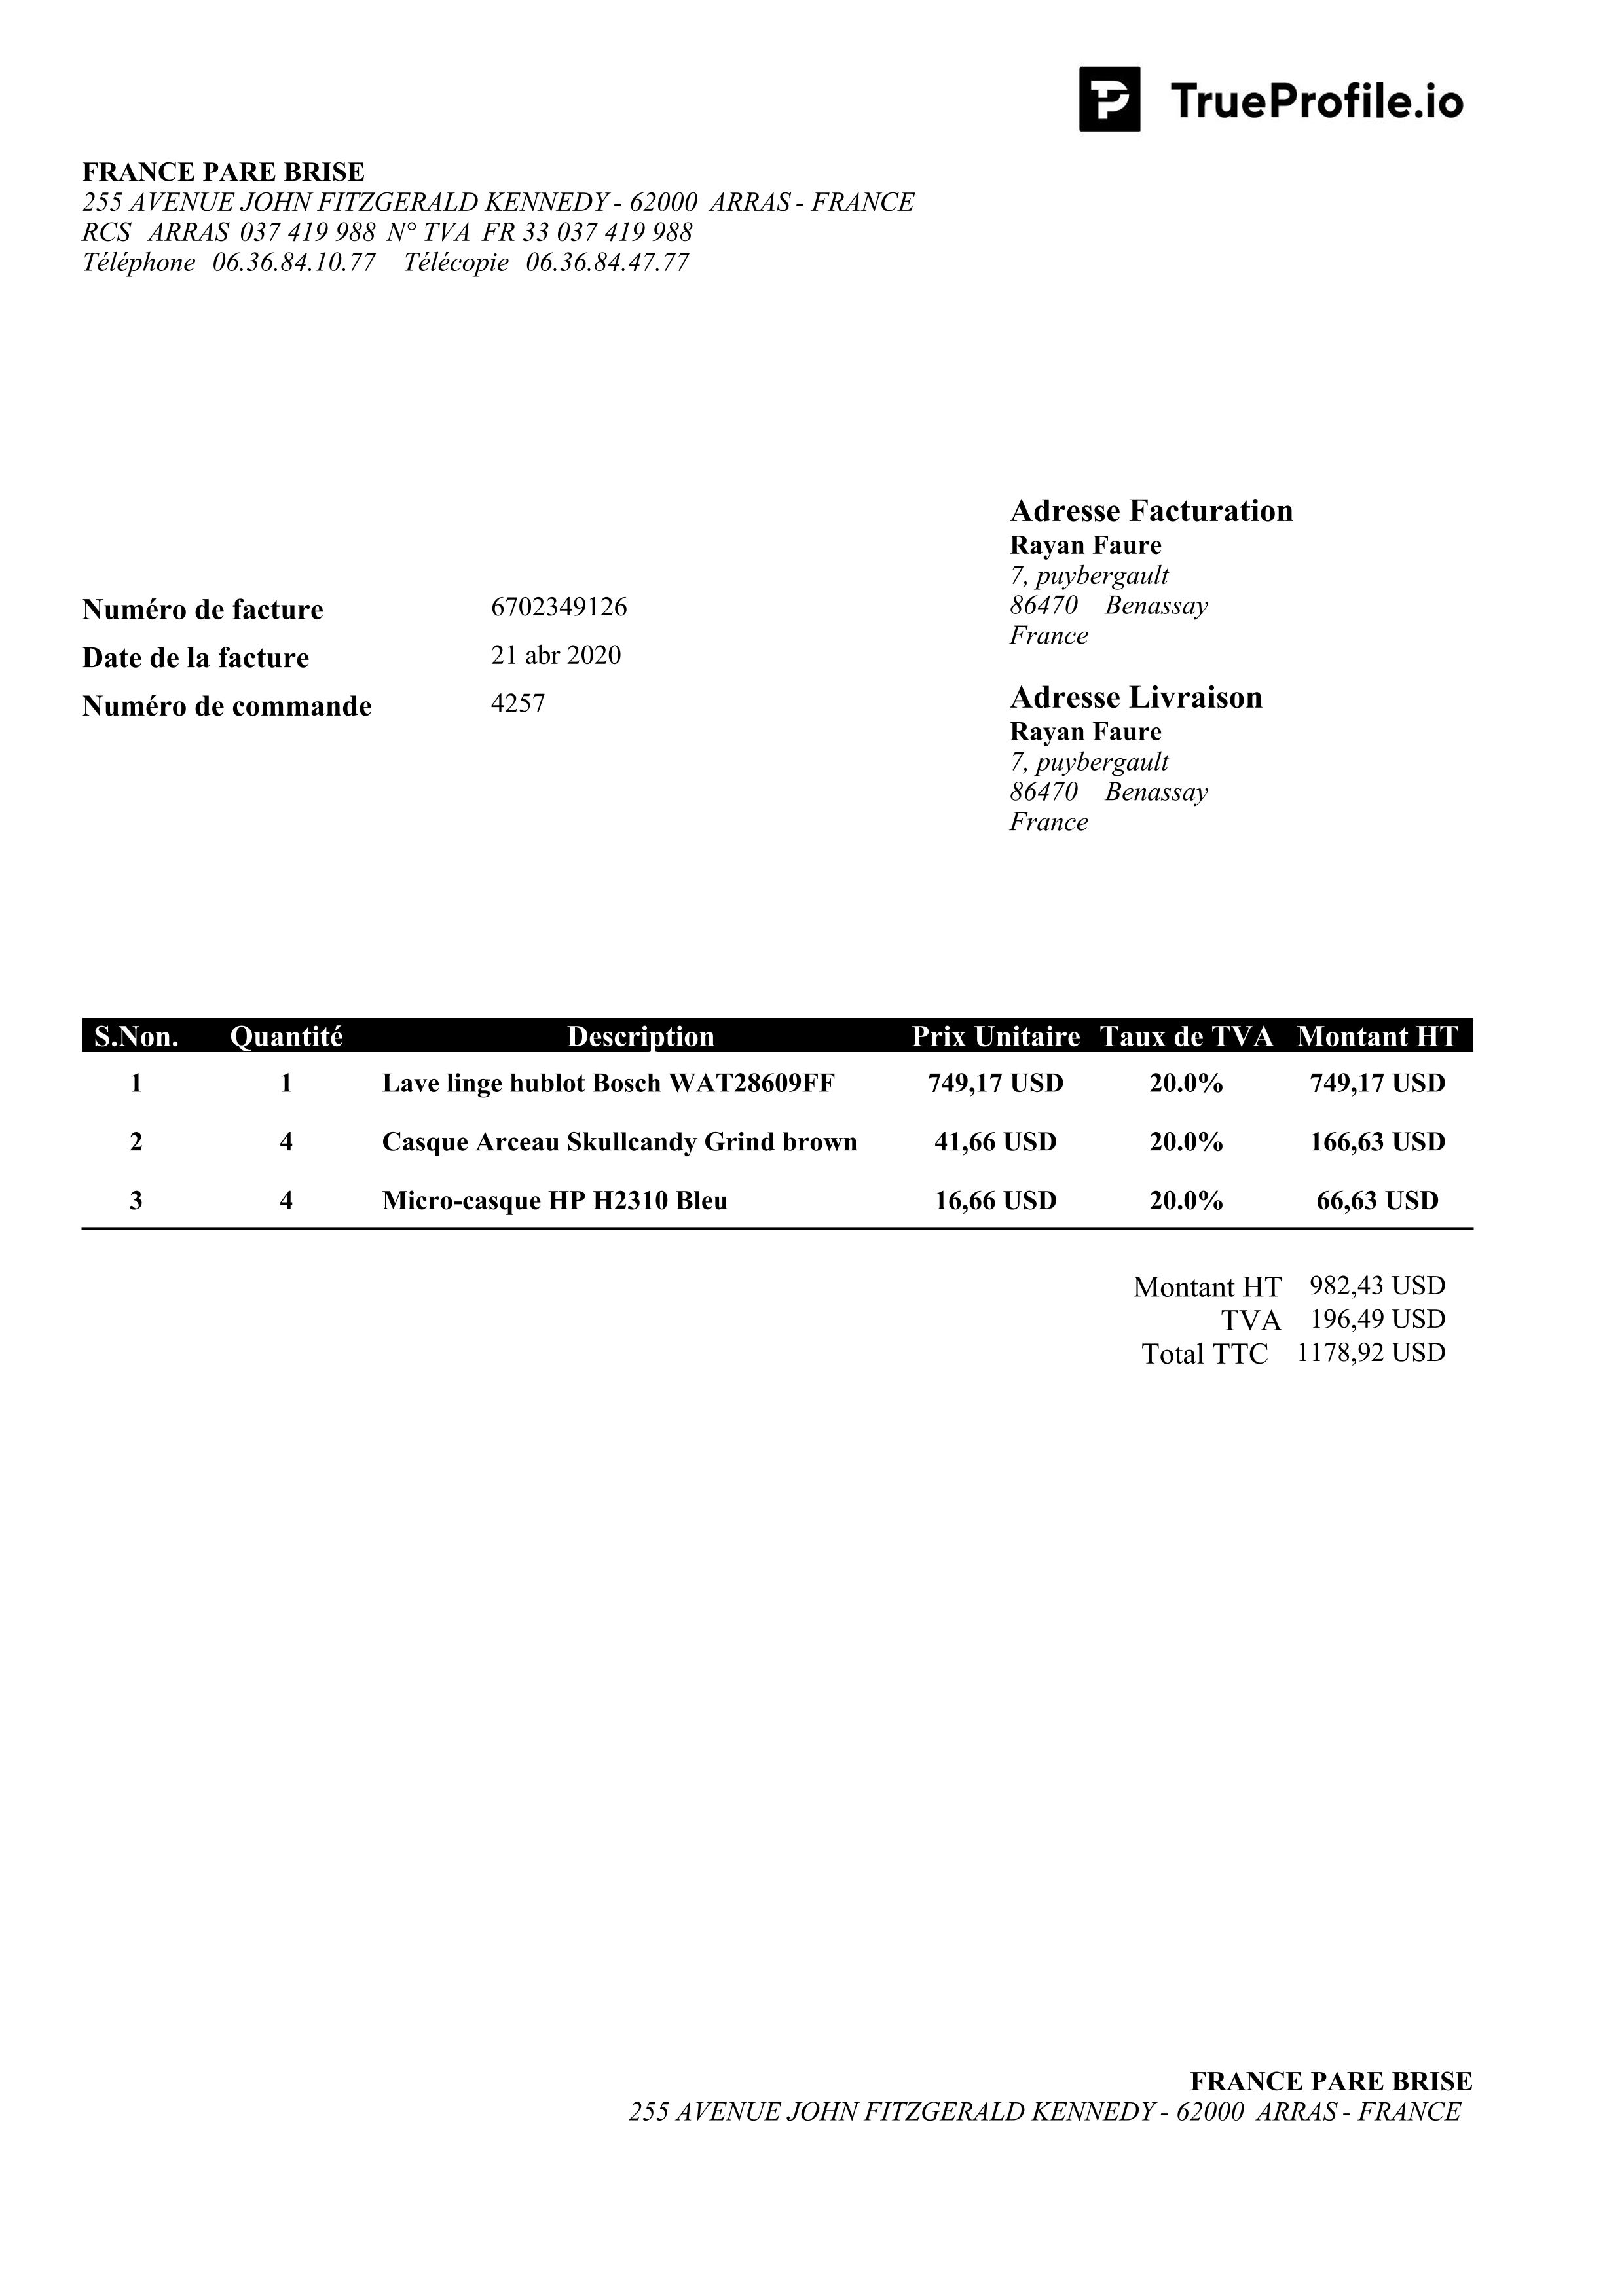 TrueProfile.io
FRANCE PARE BRISE
255 AVENUE JOHN FITZGERALD KENNEDY - 62000 ARRAS - FRANCE
RCS ARRAS 037 419 988 N° TVA FR 33 037 419 988
Téléphone 06.36.84.10.77 Télécopie 06.36.84.47.77
Adresse Facturation
Rayan Faure
7, puybergault
86470 Benassay
France
Numéro de facture 6702349126
Date de la facture 21 abr 2020
Numéro de commande 4257
Adresse Livraison
Rayan Faure
7, puybergault
86470 Benassay
France
S.Non. Quantité Description Prix Unitaire Taux de TVA Montant HT
1 1 Lave linge hublot Bosch WAT28609FF 749,17 USD 20.0% 749,17 USD
2 4 Casque Arceau Skullcandy Grind brown 41,66 USD 20.0% 166,63 USD
3 4 Micro-casque HP H2310 Bleu 16,66 USD 20.0% 66,63 USD
Montant HT 982,43 USD
TVA 196,49 USD
Total TTC 1178,92 USD
FRANCE PARE BRISE
255 AVENUE JOHN FITZGERALD KENNEDY - 62000 ARRAS - FRANCE